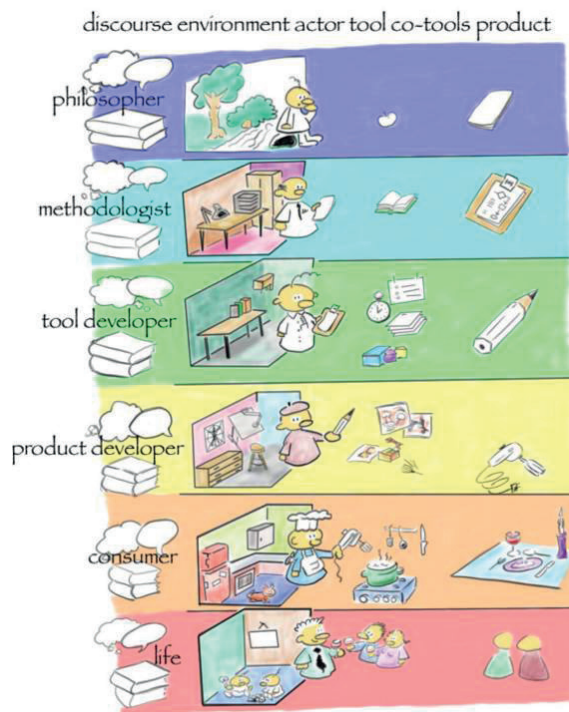 discourse environment actor tool co-tools product
philosopher
methodologist
tool developer
product developer
consumer
life